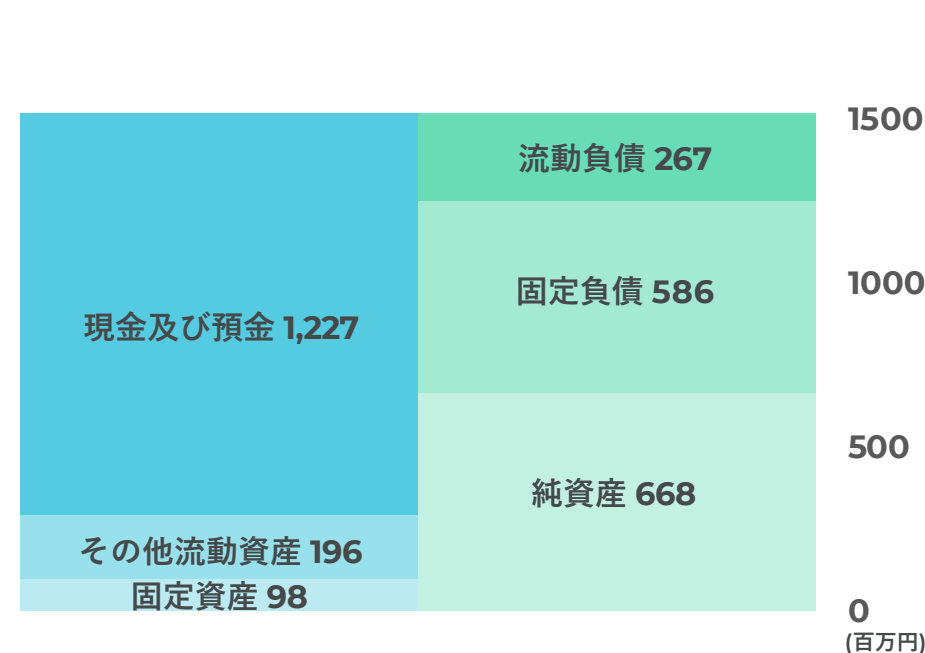 現金及び預金 1,227
その他流動資産 196
固定資産 98
流動負債 267
固定負債 586
純資産 668
1500
1000
500
0
(百万円)